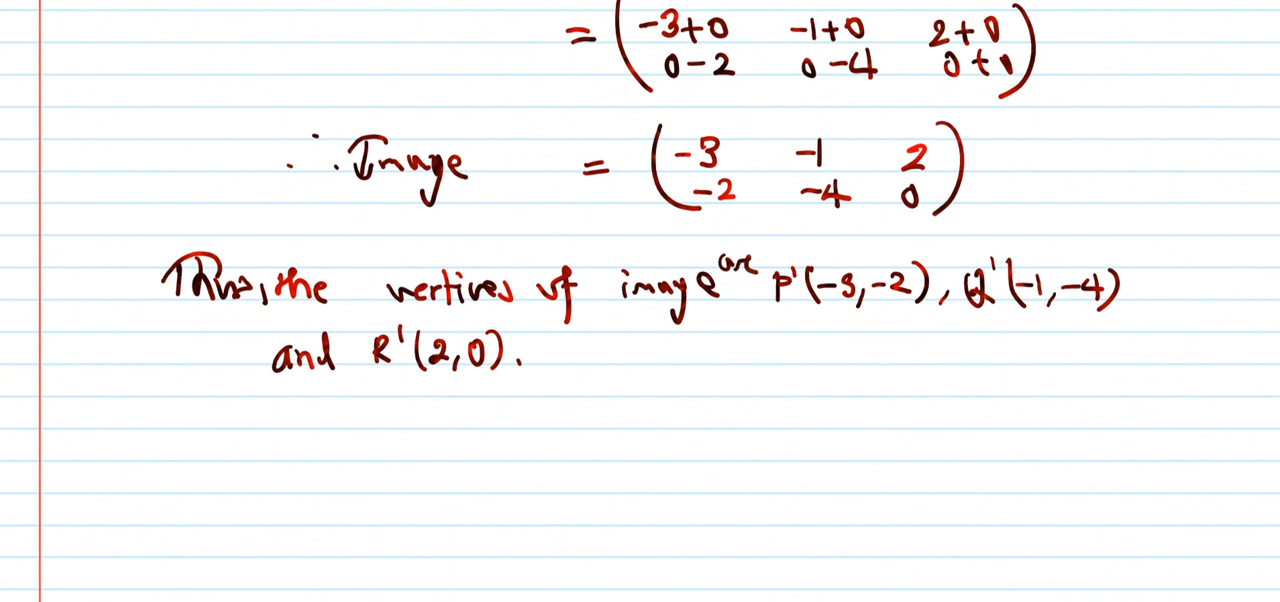 = (-3+0 -1+0 2+0
0-2 0-4 0+0)
∴ Image = (-3 -1 2
-2 -4 0)
Thus, the vertices of image are P'(-3,-2), Q'(-1,-4)
and R'(2,0).